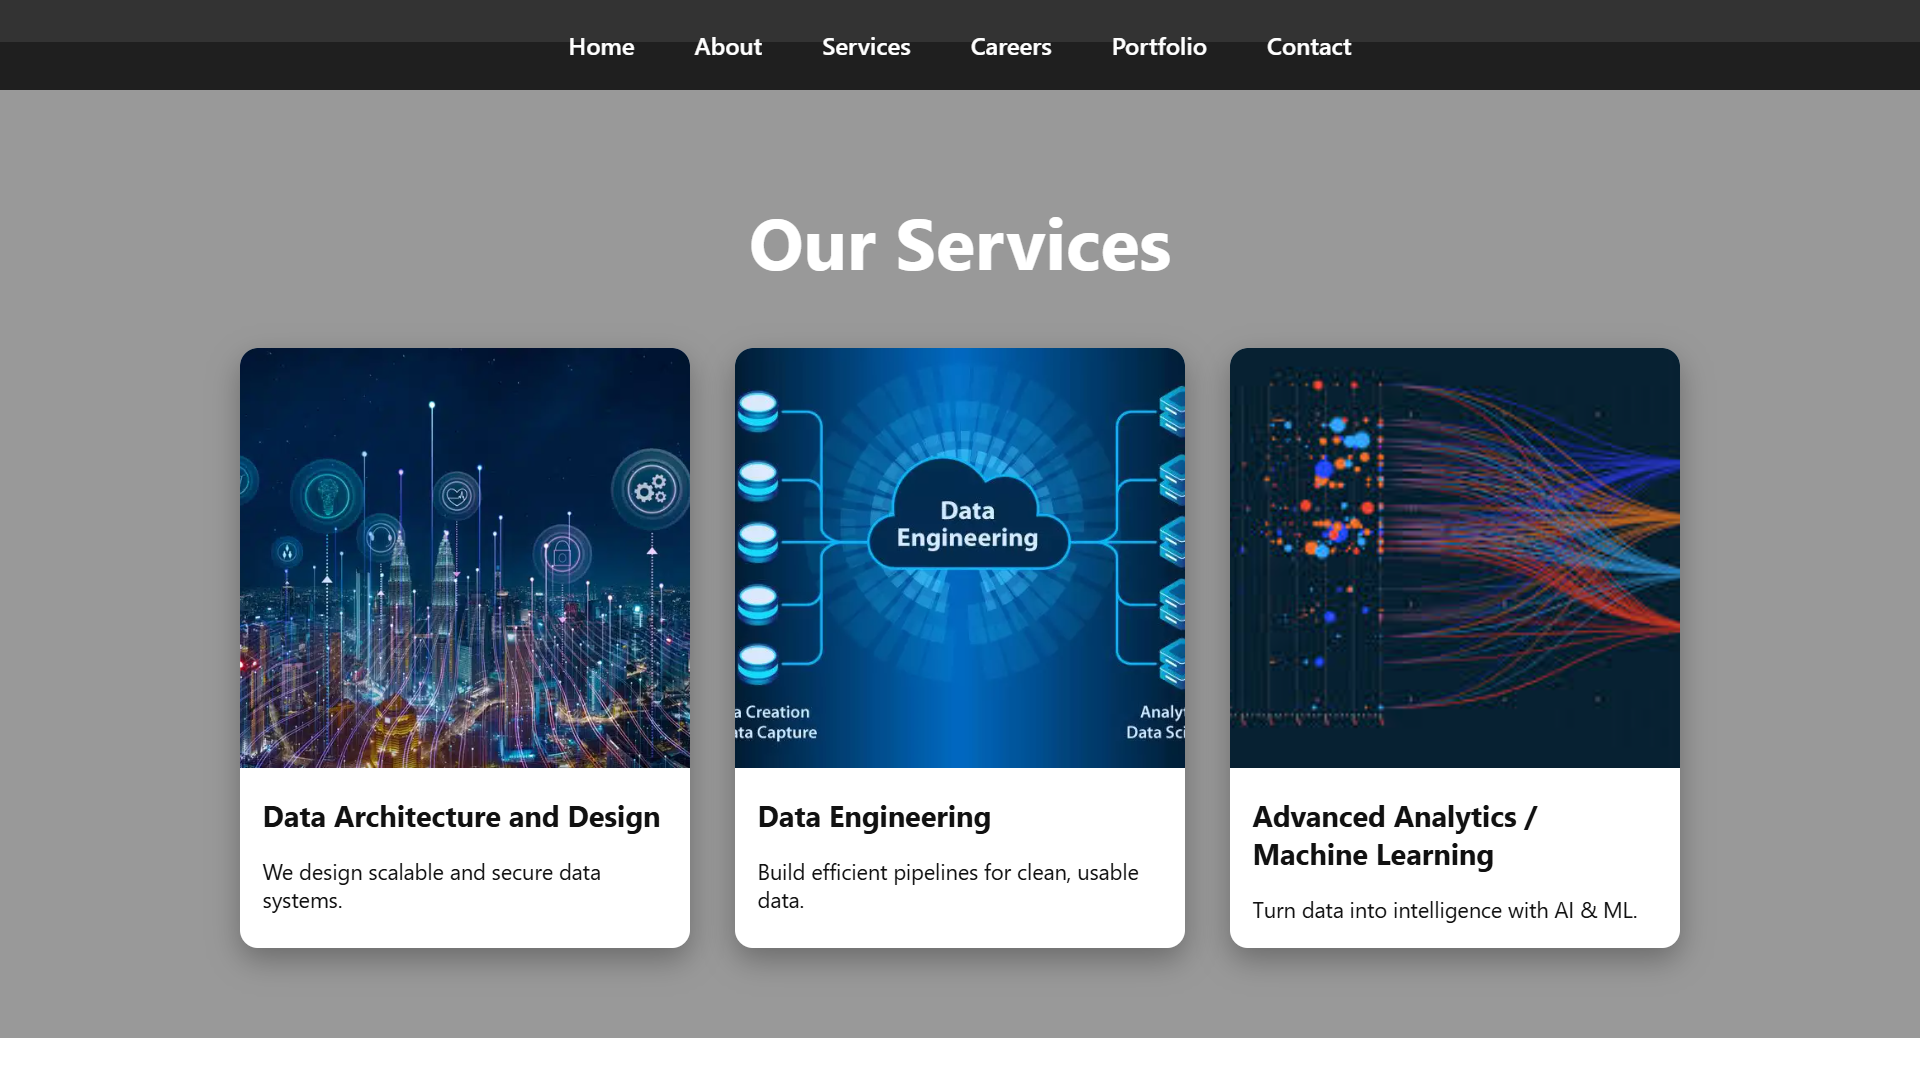 Home About Services Careers Portfolio Contact
Our Services
Data
Engineering
a Creation
ata Capture
Analyt
Data Sci
Data Architecture and Design
We design scalable and secure data
systems.
Data Engineering
Build efficient pipelines for clean, usable
data.
Advanced Analytics /
Machine Learning
Turn data into intelligence with AI & ML.